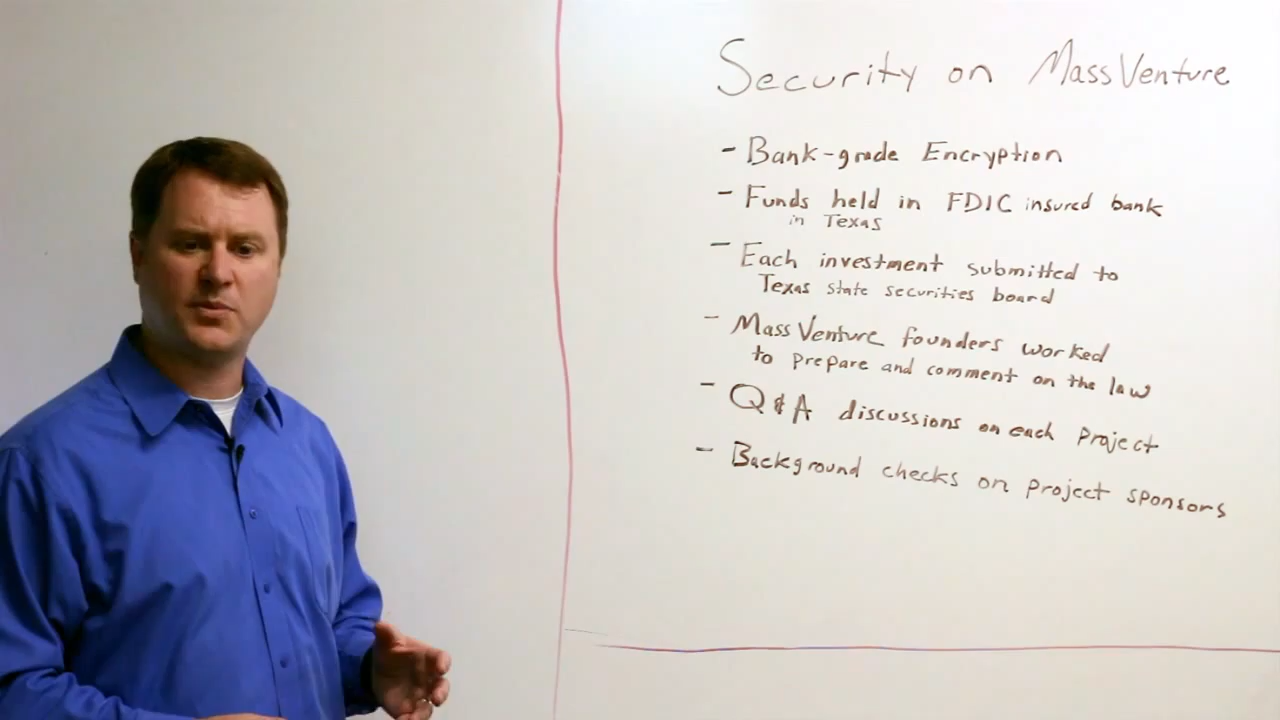 Security on MassVenture
- Bank-grade Encryption
- Funds held in FDIC insured bank
in Texas
- Each investment submitted to
Texas state securities board
- MassVenture founders worked
to prepare and comment on the law
- Q&A discussions on each Project
- Background checks on project sponsors